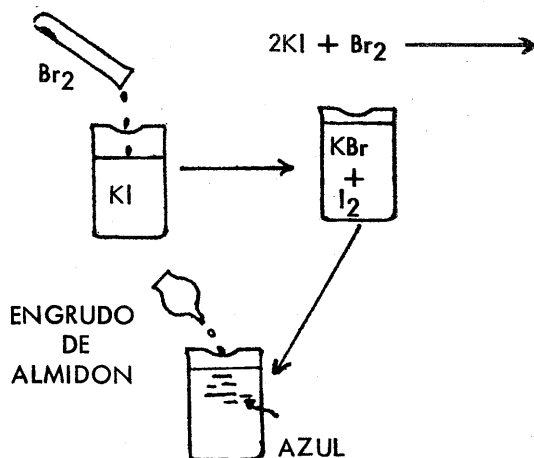 2KI + Br2
Br2
KI
KBr
+
I2
ENGRUDO
DE
ALMIDON
AZUL